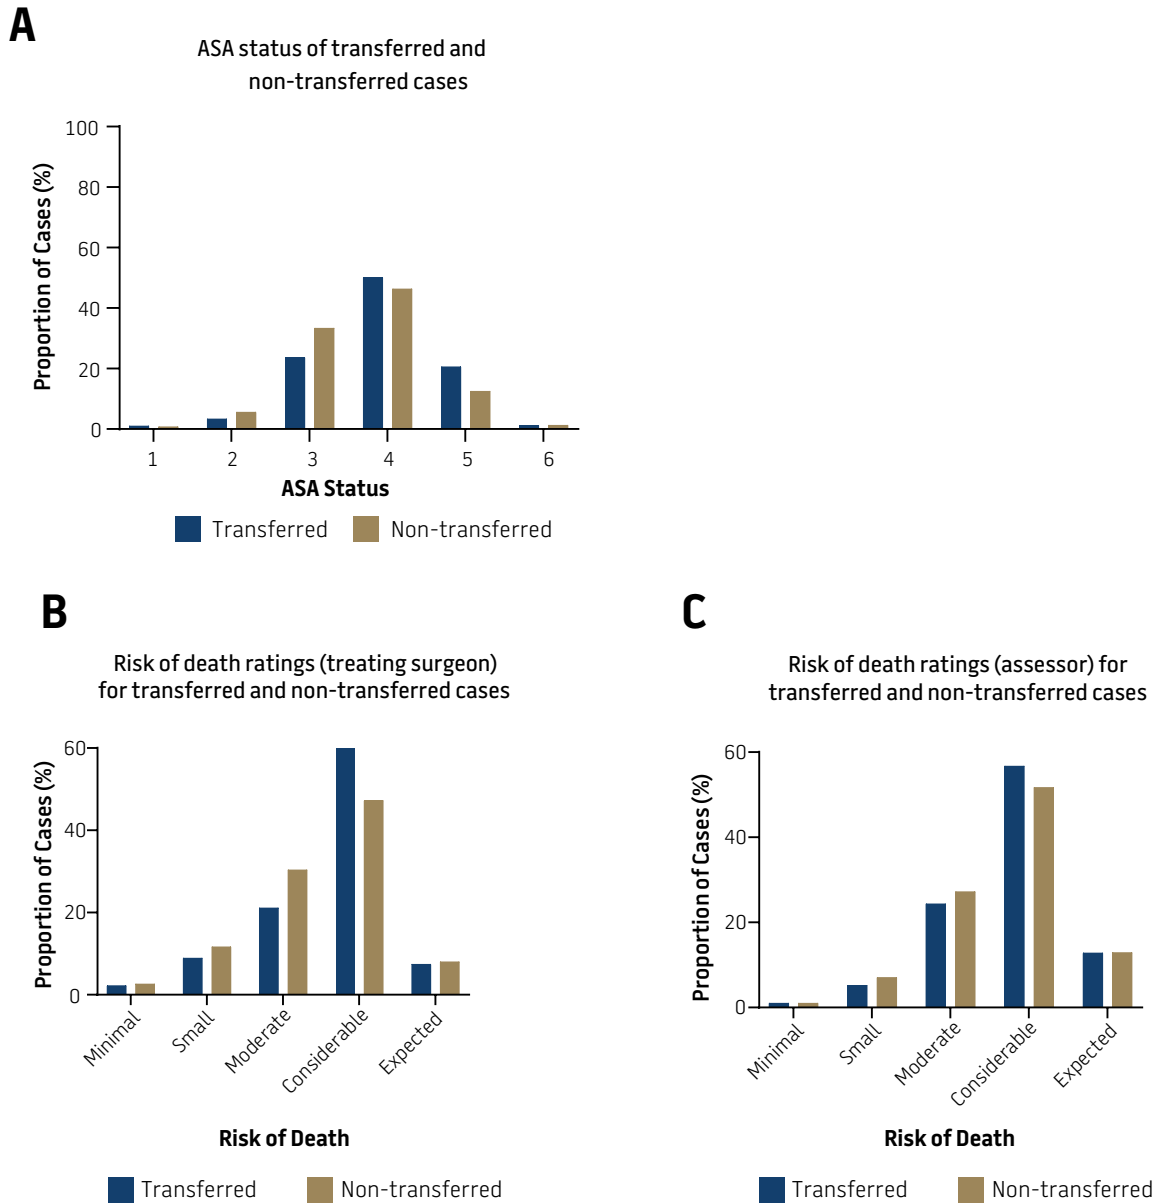 A
ASA status of transferred and
non-transferred cases
Proportion of Cases (%)
100
80
60
40
20
0
1 2 3 4 5 6
ASA Status
Transferred Non-transferred
B
Risk of death ratings (treating surgeon)
for transferred and non-transferred cases
Proportion of Cases (%)
60
40
20
0
Minimal Small Moderate Considerable Expected
Risk of Death
Transferred Non-transferred
C
Risk of death ratings (assessor) for
transferred and non-transferred cases
Proportion of Cases (%)
60
40
20
0
Minimal Small Moderate Considerable Expected
Risk of Death
Transferred Non-transferred